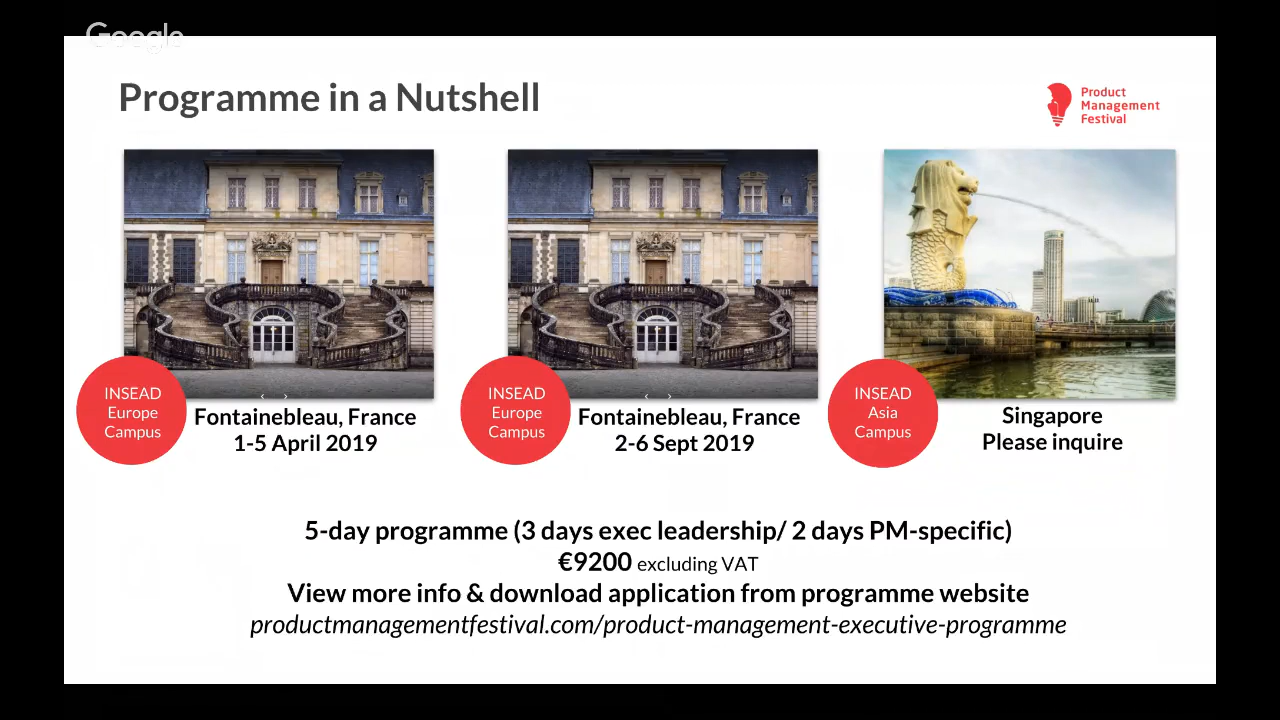 Google
Programme in a Nutshell
Product
Management
Festival
INSEAD
Europe
Campus
Fontainebleau, France
1-5 April 2019
INSEAD
Europe
Campus
Fontainebleau, France
2-6 Sept 2019
INSEAD
Asia
Campus
Singapore
Please inquire
5-day programme (3 days exec leadership/ 2 days PM-specific)
€9200 excluding VAT
View more info & download application from programme website
productmanagementfestival.com/product-management-executive-programme